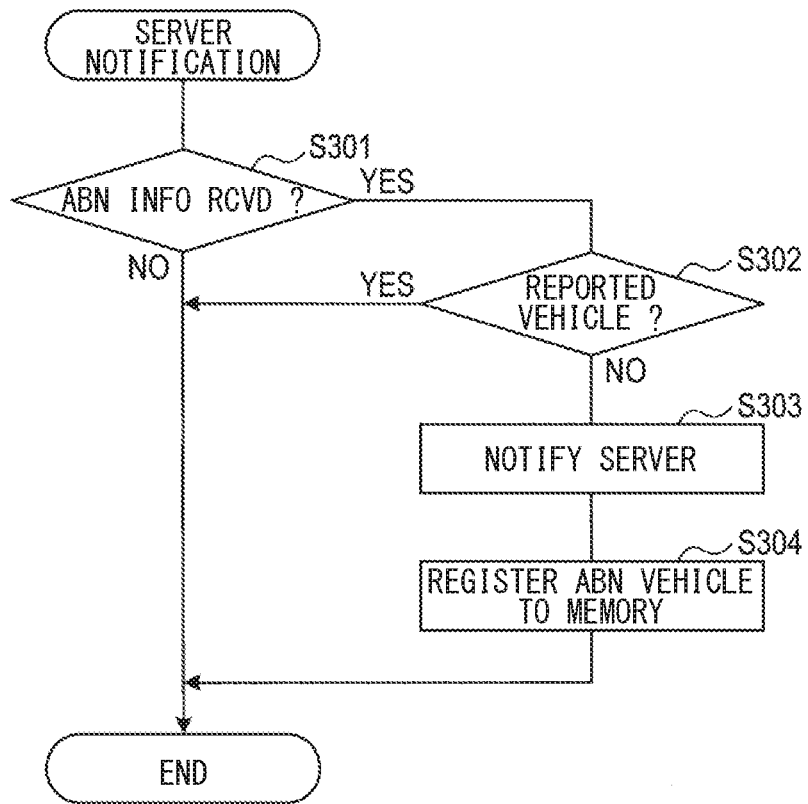 SERVER
NOTIFICATION
S301
ABN INFO RCVD ?
YES
NO
S302
REPORTED
VEHICLE ?
YES
NO
S303
NOTIFY SERVER
S304
REGISTER ABN VEHICLE
TO MEMORY
END